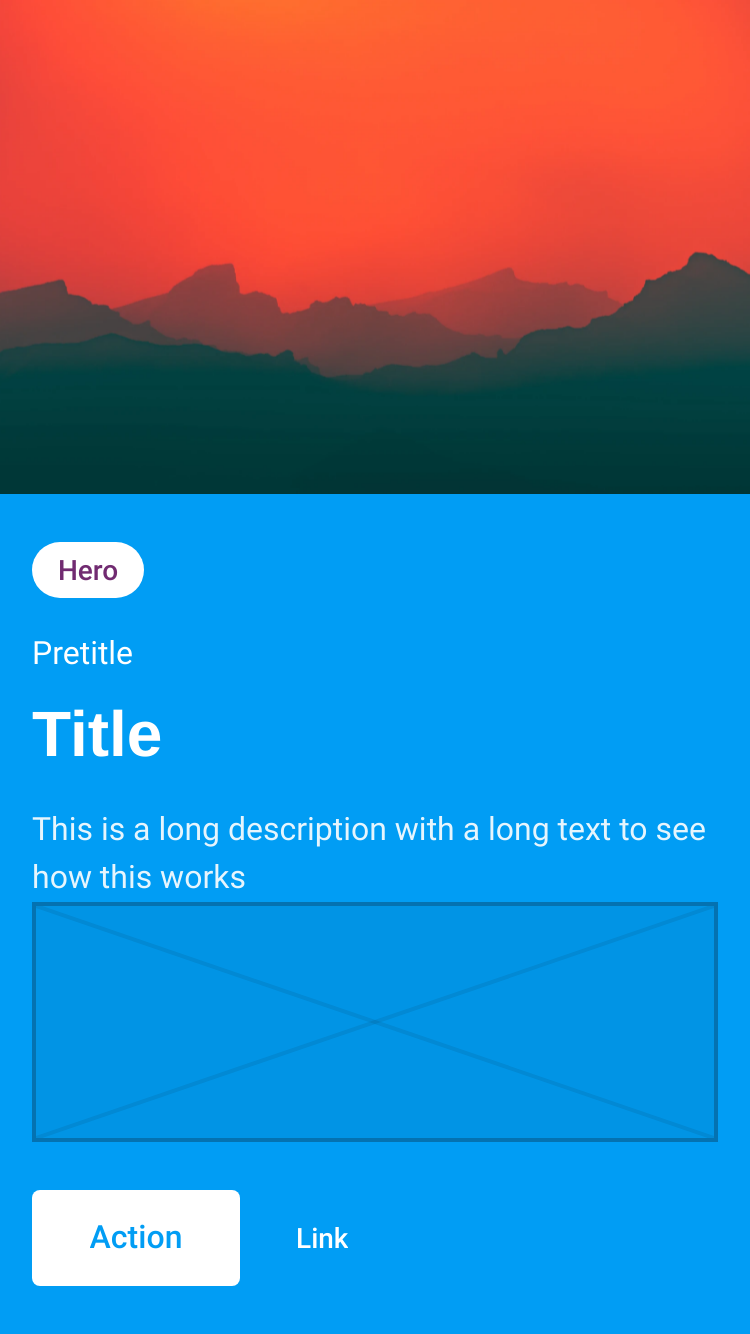 Hero
Pretitle
Title
This is a long description with a long text to see
how this works
Action
Link